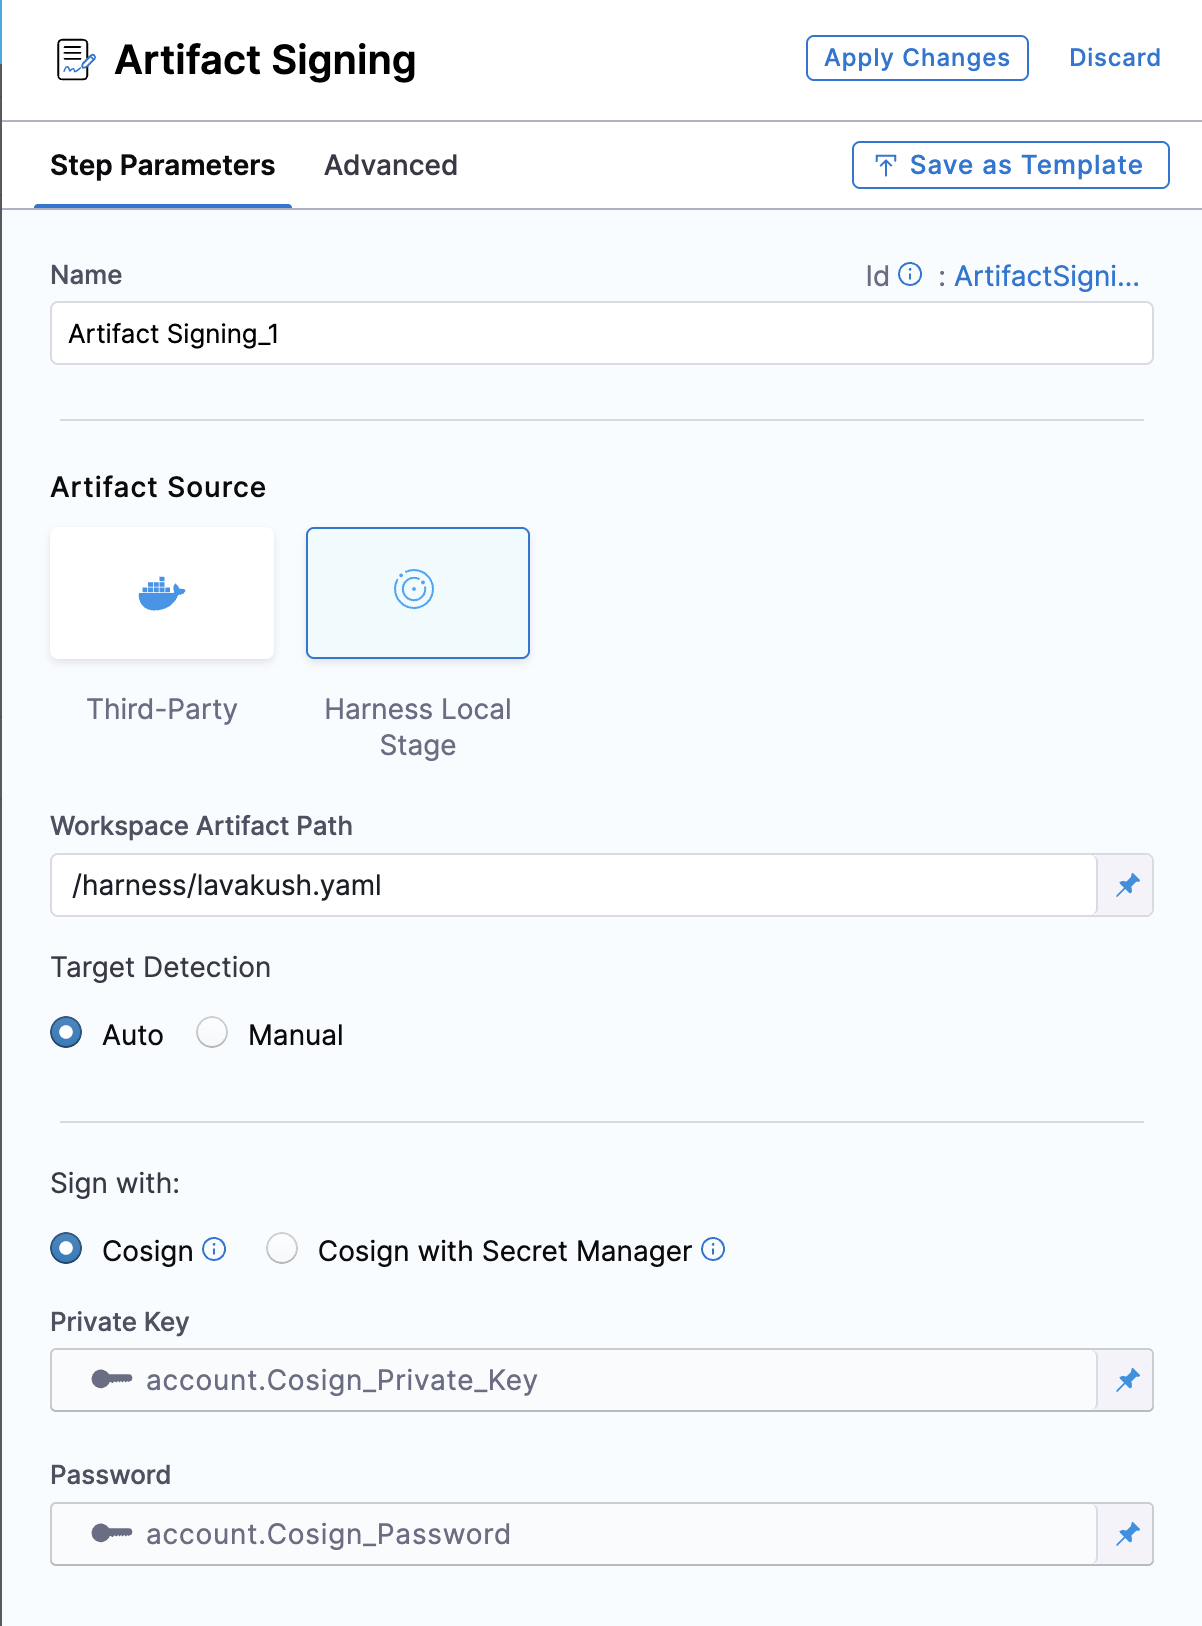 Artifact Signing
Apply Changes
Discard
Step Parameters
Advanced
Save as Template
Name
Id : ArtifactSigni...
Artifact Signing_1
Artifact Source
Third-Party
Harness Local
Stage
Workspace Artifact Path
/harness/lavakush.yaml
Target Detection
Auto
Manual
Sign with:
Cosign
Cosign with Secret Manager
Private Key
account.Cosign_Private_Key
Password
account.Cosign_Password